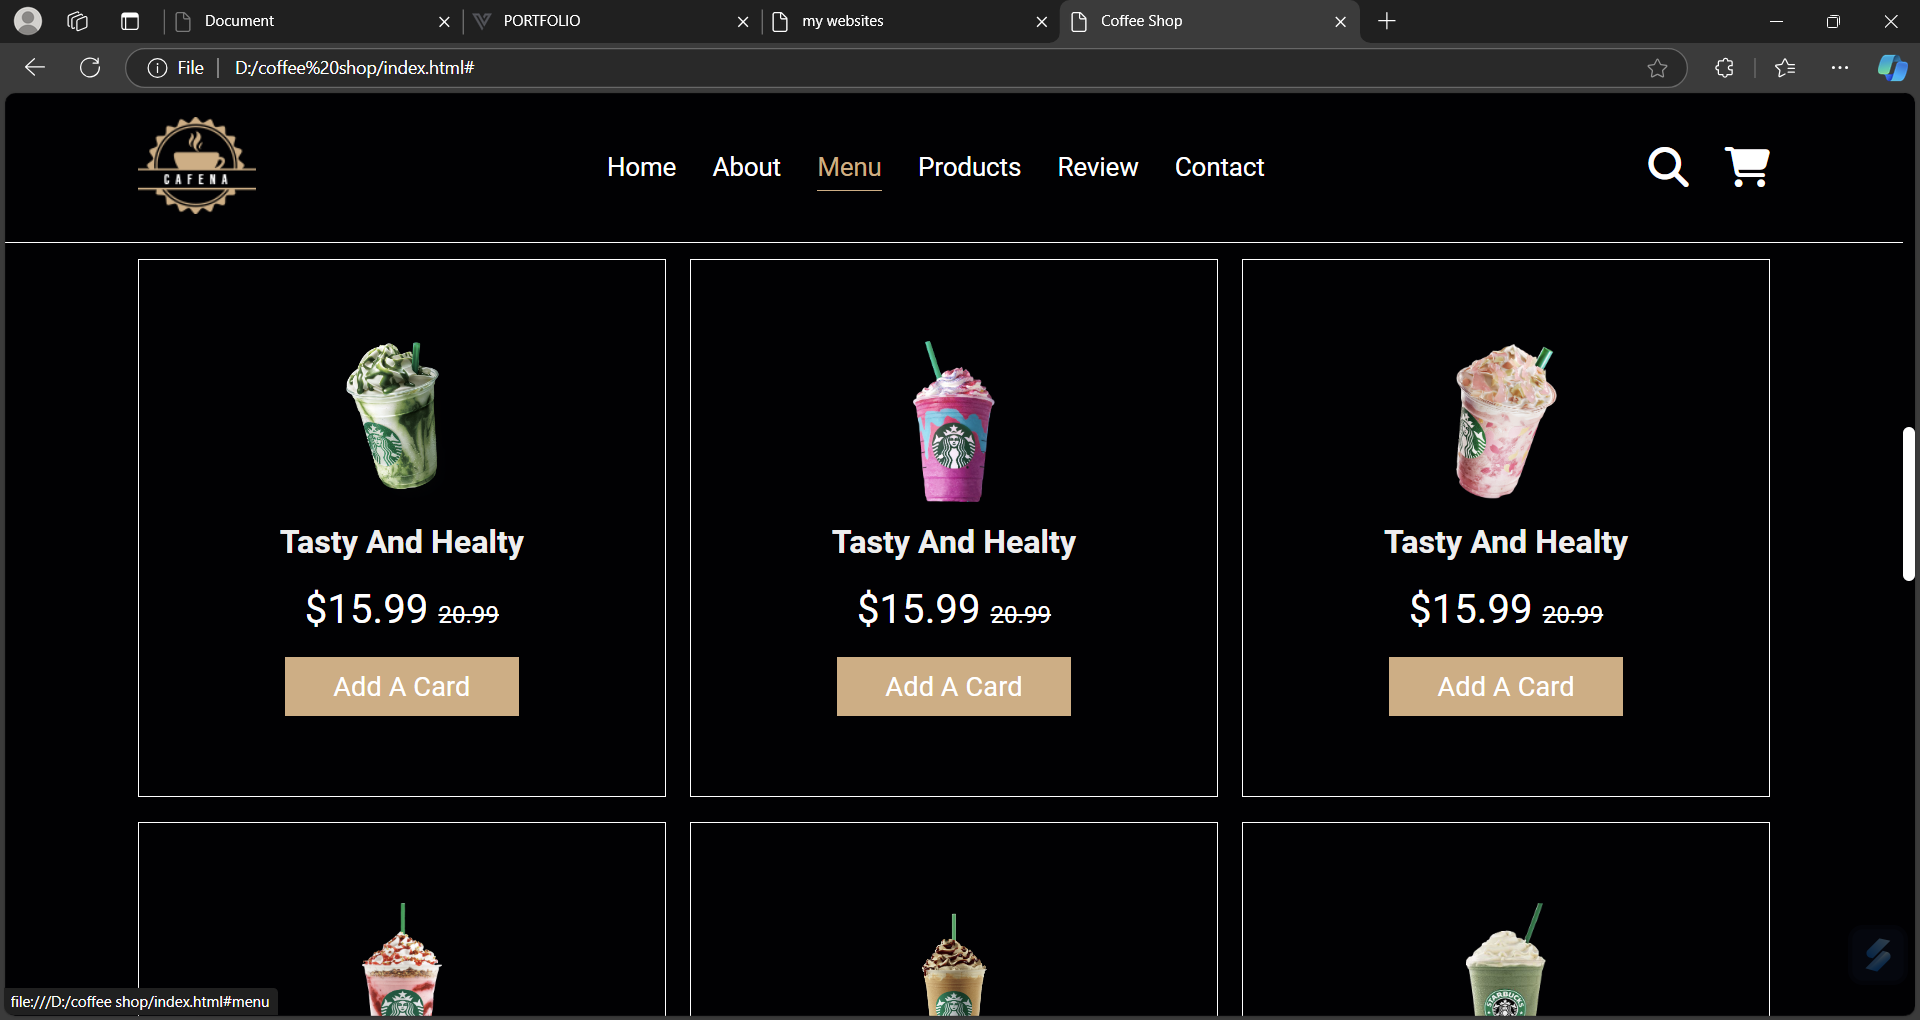 Document
PORTFOLIO
my websites
Coffee Shop
File
D:/coffee%20shop/index.html#
CAFENA
Home
About
Menu
Products
Review
Contact
Tasty And Healty
Tasty And Healty
Tasty And Healty
$15.99 20.99
$15.99 20.99
$15.99 20.99
Add A Card
Add A Card
Add A Card
STARBUCKS
file:///D:/coffee shop/index.html#menu